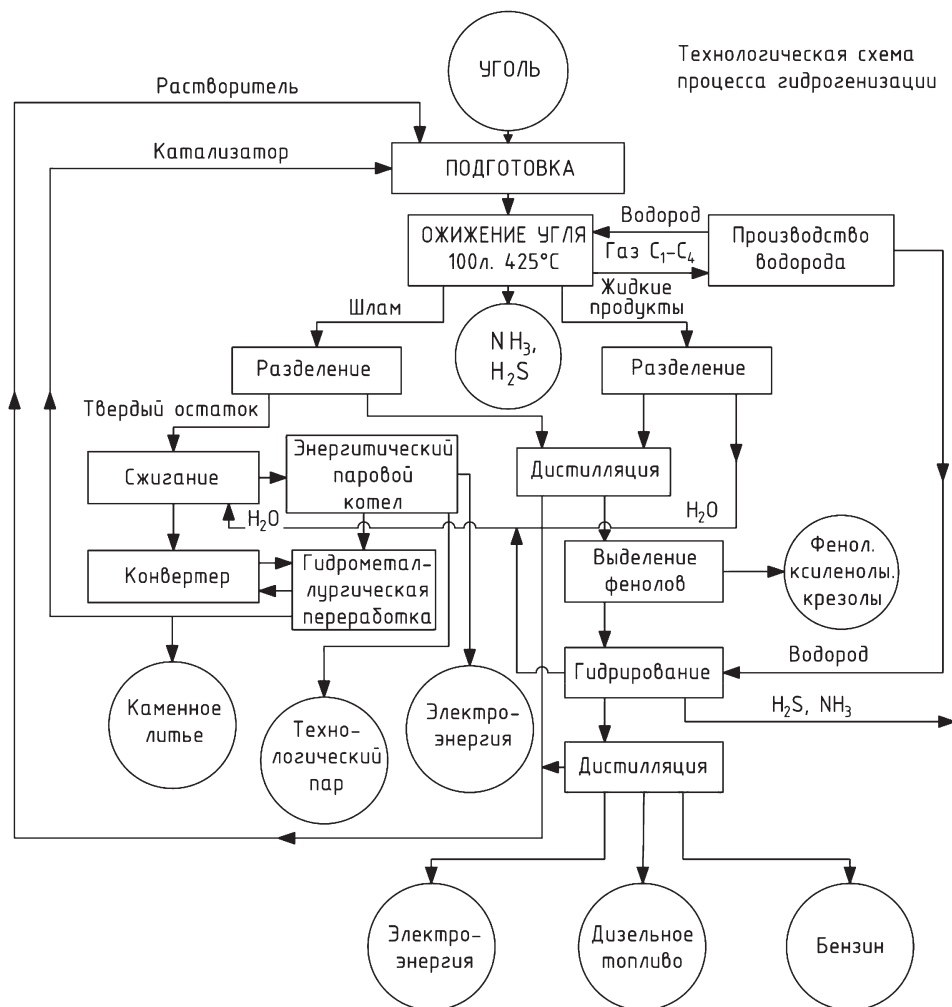 УГОЛЬ
Технологическая схема
процесса гидрогенизации
Растворитель
Катализатор
ПОДГОТОВКА
Водород
ОЖИЖЕНИЕ УГЛЯ
100л. 425°C
Газ C₁-C₄
Производство
водорода
Жидкие
продукты
Шлам
NH₃,
H₂S
Разделение
Разделение
Твердый остаток
Сжигание
Энергитический
паровой
котел
Дистилляция
H₂O
H₂O
Конвертер
Гидрометал-
лургическая
переработка
Выделение
фенолов
Фенол.
ксиленолы.
крезолы
Водород
Гидрирование
H₂S, NH₃
Каменное
литье
Техно-
логический
пар
Электро-
энергия
Дистилляция
Электро-
энергия
Дизельное
топливо
Бензин